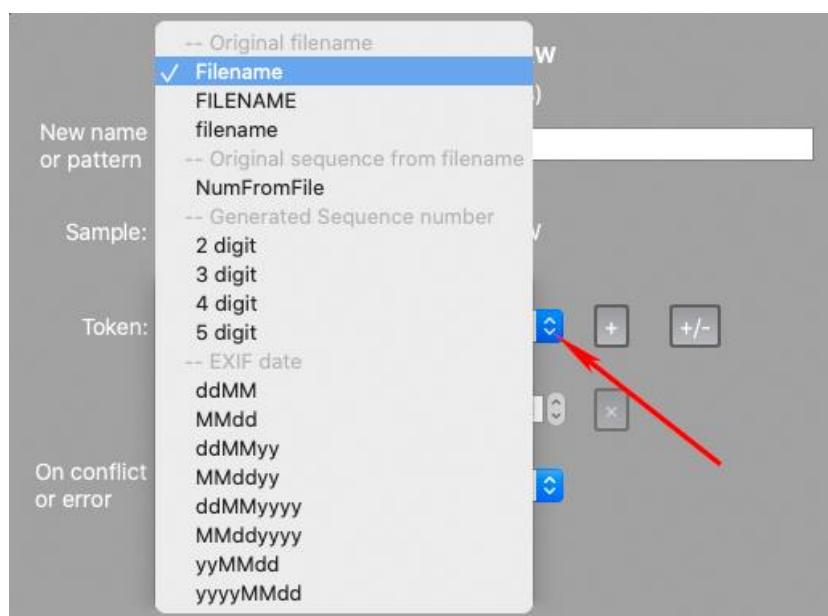 -- Original filename
✓ Filename
W
FILENAME
)
filename
New name
or pattern
-- Original sequence from filename
NumFromFile
-- Generated Sequence number
Sample:
2 digit
3 digit
4 digit
Token:
5 digit
+
+/-
-- EXIF date
ddMM
MMdd
×
ddMMyy
On conflict
or error
MMddyy
ddMMyyyy
MMddyyyy
yyMMdd
yyyyMMdd